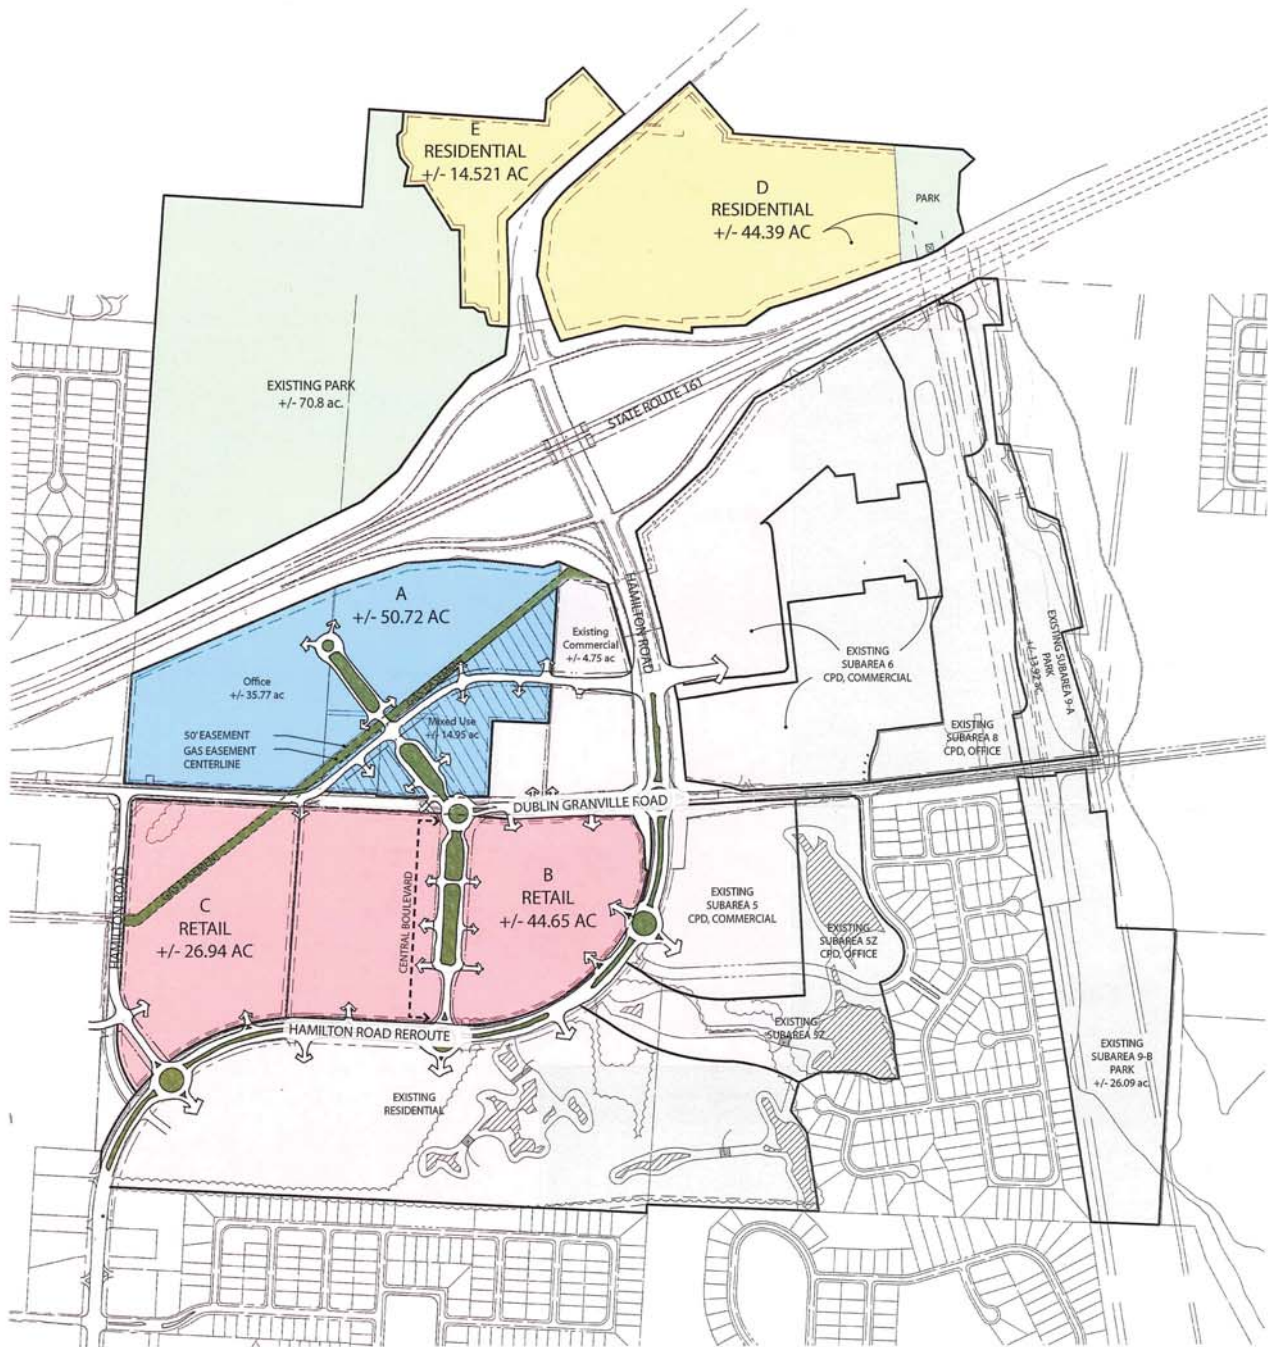 E
RESIDENTIAL
+/- 14.521 AC
D
RESIDENTIAL
+/- 44.39 AC
PARK
EXISTING PARK
+/- 70.8 ac.
STATE ROUTE 161
A
+/- 50.72 AC
HAMILTON ROAD
Existing
Commercial
+/- 4.75 ac
Office
+/- 35.77 ac
Mixed Use
+/- 14.95 ac
50' EASEMENT
GAS EASEMENT
CENTERLINE
EXISTING
SUBAREA 6
CPD, COMMERCIAL
EXISTING SUBAREA 9-A
PARK
+/- 13.92 ac.
EXISTING
SUBAREA 8
CPD, OFFICE
DUBLIN GRANVILLE ROAD
HAMILTON ROAD
C
RETAIL
+/- 26.94 AC
CENTRAL BOULEVARD
B
RETAIL
+/- 44.65 AC
EXISTING
SUBAREA 5
CPD, COMMERCIAL
EXISTING
SUBAREA 5Z
CPD, OFFICE
HAMILTON ROAD REROUTE
EXISTING
SUBAREA 5Z
EXISTING
RESIDENTIAL
EXISTING
SUBAREA 9-B
PARK
+/- 26.09 ac.